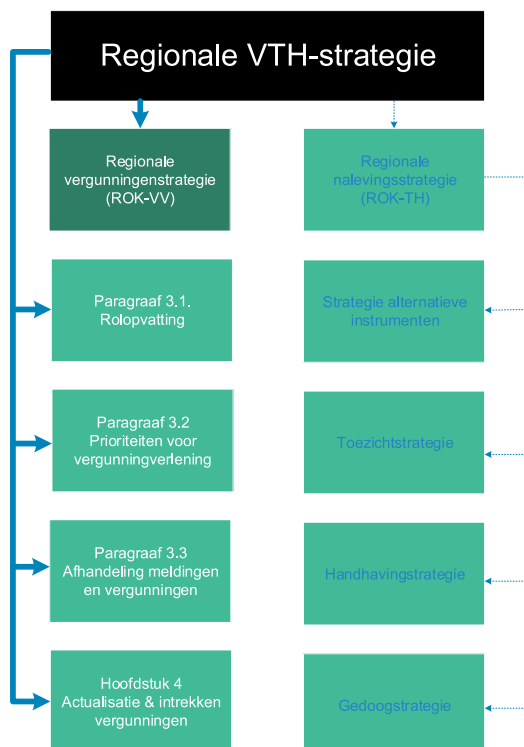 Regionale VTH-strategie
Regionale
vergunningenstrategie
(ROK-VV)
Regionale
nalevingsstrategie
(ROK-TH)
Paragraaf 3.1.
Rolopvatting
Strategie alternatieve
instrumenten
Paragraaf 3.2
Prioriteiten voor
vergunningverlening
Toezichtstrategie
Paragraaf 3.3
Afhandeling meldingen
en vergunningen
Handhavingstrategie
Hoofdstuk 4
Actualisatie & intrekken
vergunningen
Gedoogstrategie